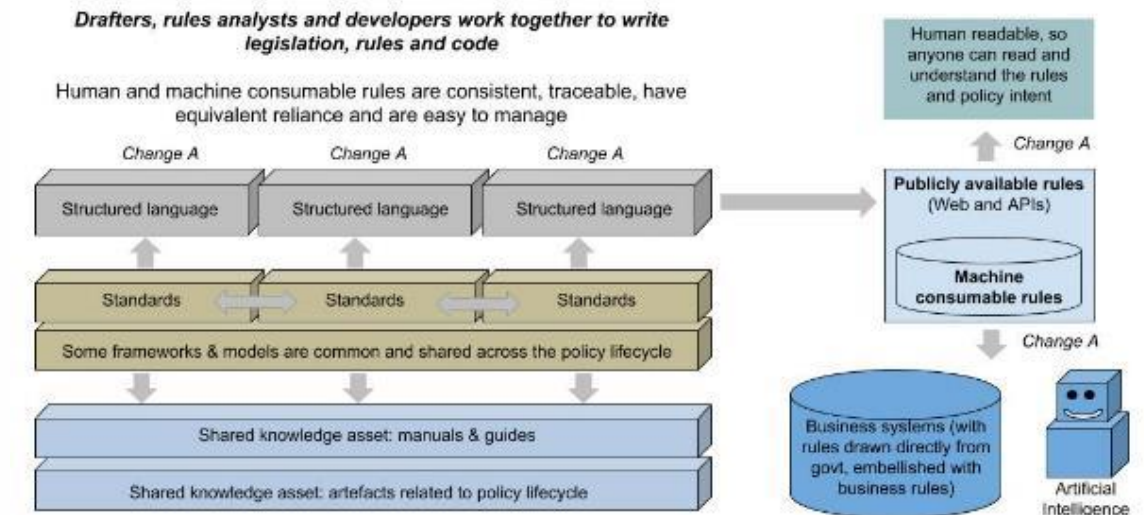 Drafters, rules analysts and developers work together to write
legislation, rules and code
Human and machine consumable rules are consistent, traceable, have
equivalent reliance and are easy to manage
Change A
Change A
Change A
Structured language
Structured language
Structured language
Standards
Standards
Standards
Some frameworks & models are common and shared across the policy lifecycle
Shared knowledge asset: manuals & guides
Shared knowledge asset: artefacts related to policy lifecycle
Human readable, so
anyone can read and
understand the rules
and policy intent
Change A
Publicly available rules
(Web and APIs)
Machine
consumable rules
Change A
Business systems (with
rules drawn directly from
govt, embellished with
business rules)
Artificial
Intelligence